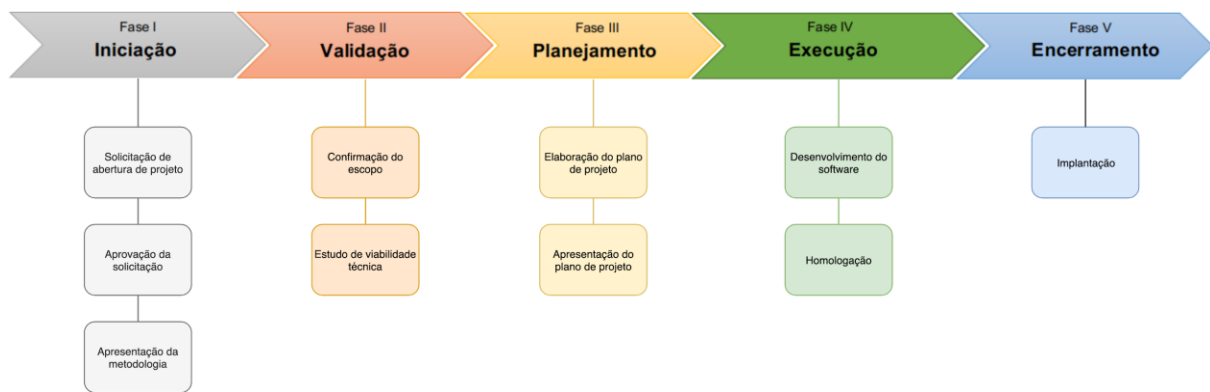 Fase I
Iniciação
Fase II
Validação
Fase III
Planejamento
Fase IV
Execução
Fase V
Encerramento
Solicitação de
abertura de projeto
Aprovação da
solicitação
Apresentação da
metodologia
Confirmação do
escopo
Estudo de viabilidade
técnica
Elaboração do plano
de projeto
Apresentação do
plano de projeto
Desenvolvimento do
software
Homologação
Implantação